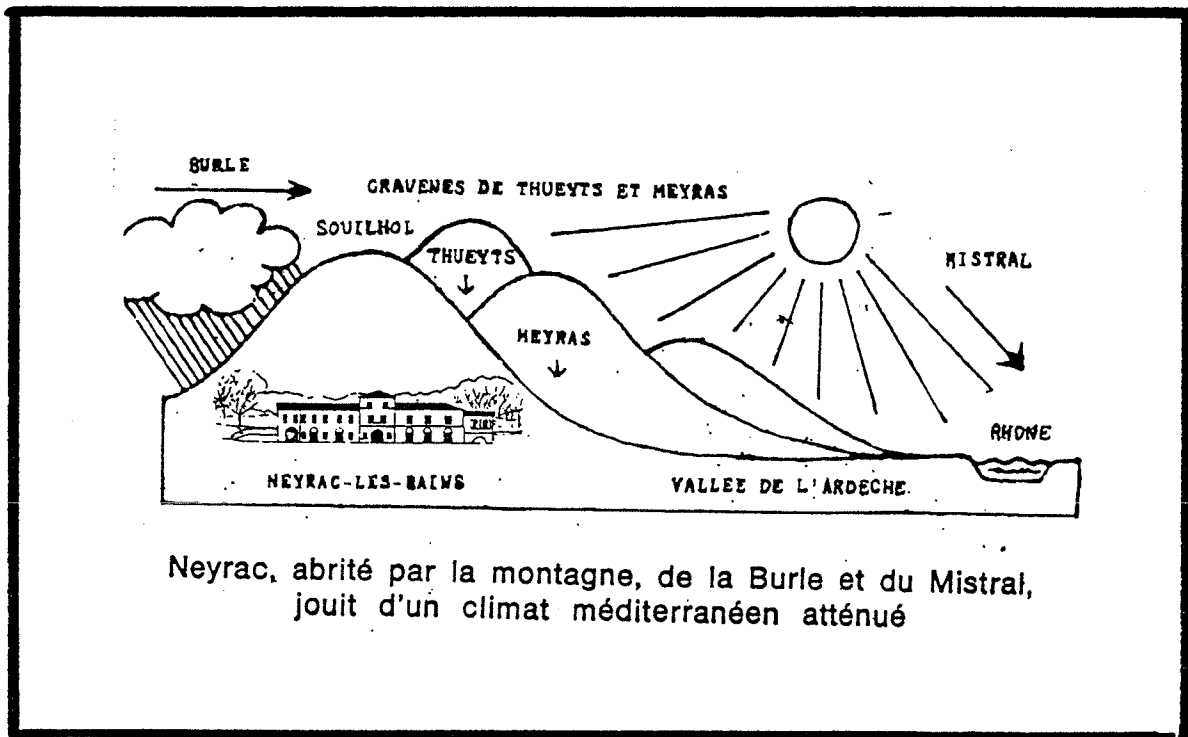 BURLE
GRAVENES DE THUEYTS ET MEYRAS
SOUILHOL
THUEYTS
MISTRAL
MEYRAS
RHONE
NEYRAC-LES-BAINS
VALLEE DE L'ARDECHE.
Neyrac, abrité par la montagne, de la Burle et du Mistral,
jouit d'un climat méditerranéen atténué